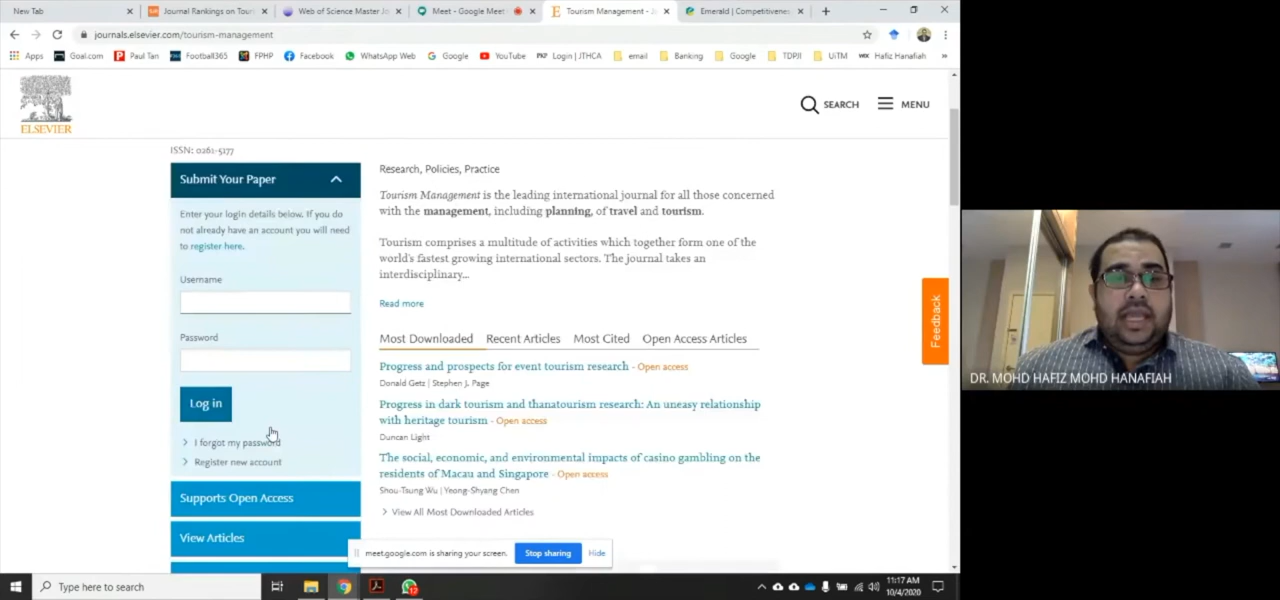 New Tab
Journal Rankings on Tour
Web of Science Master Jo
Meet - Google Meet
Tourism Management - J
Emerald | Competitivenes
journals.elsevier.com/tourism-management
Apps
Goal.com
Paul Tan
Football365
FPHP
Facebook
WhatsApp Web
Google
YouTube
Login | JTHCA
email
Banking
Google
TDPJI
UiTM
Hafiz Hanafiah
ELSEVIER
SEARCH
MENU
ISSN: 0261-5177
Submit Your Paper
Enter your login details below. If you do
not already have an account you will need
to register here.
Username
Password
Log in
I forgot my password
Register new account
Supports Open Access
View Articles
Research, Policies, Practice
Tourism Management is the leading international journal for all those concerned
with the management, including planning, of travel and tourism.
Tourism comprises a multitude of activities which together form one of the
world's fastest growing international sectors. The journal takes an
interdisciplinary...
Read more
Most Downloaded Recent Articles Most Cited Open Access Articles
Progress and prospects for event tourism research - Open access
Donald Getz | Stephen J. Page
Progress in dark tourism and thanatourism research: An uneasy relationship
with heritage tourism - Open access
Duncan Light
The social, economic, and environmental impacts of casino gambling on the
residents of Macau and Singapore - Open access
Shou-Tsung Wu | Yeong-Shyang Chen
View All Most Downloaded Articles
Feedback
meet.google.com is sharing your screen.
Stop sharing
Hide
DR. MOHD HAFIZ MOHD HANAFIAH
Type here to search
11:17 AM
10/4/2020